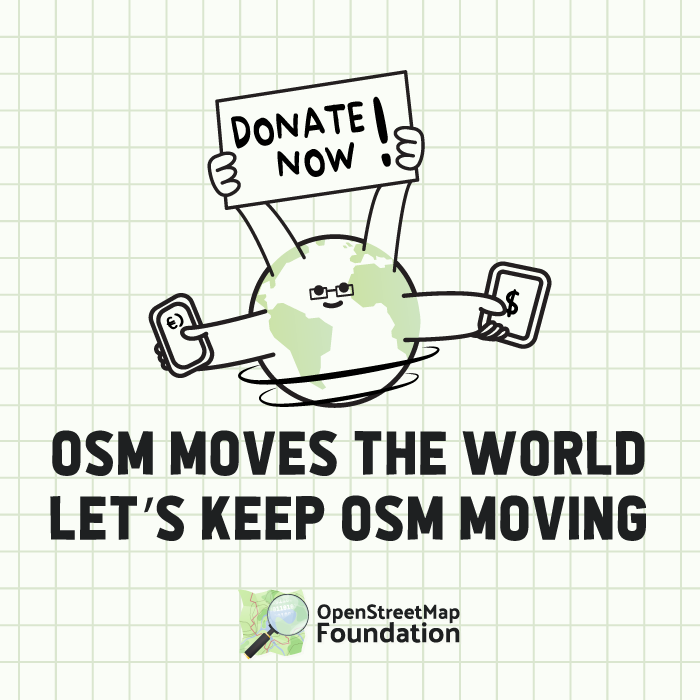 DONATE!
NOW
€
$
OSM MOVES THE WORLD
LET'S KEEP OSM MOVING
OpenStreetMap
Foundation